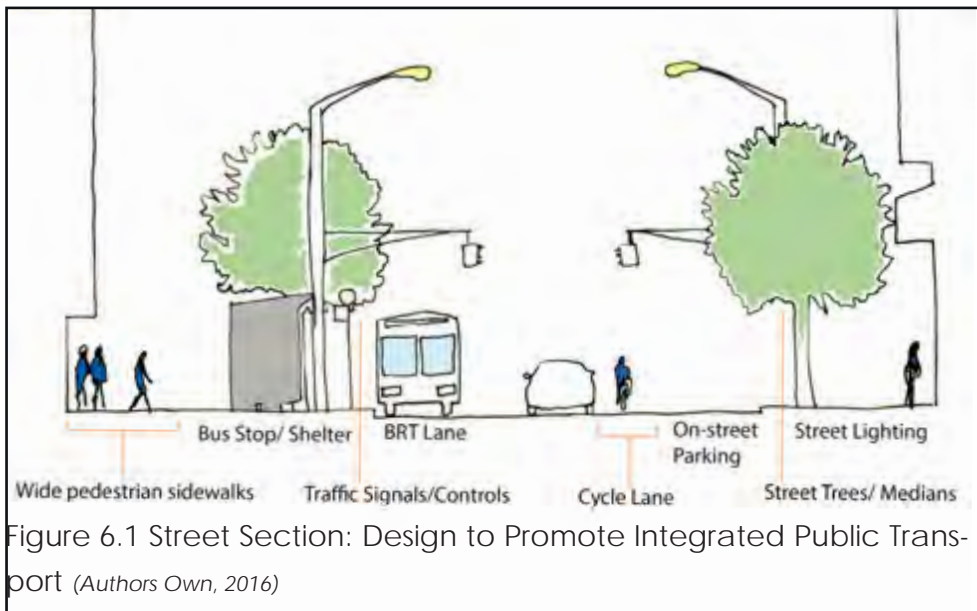 Bus Stop/ Shelter
BRT Lane
On-street
Parking
Street Lighting
Wide pedestrian sidewalks
Traffic Signals/Controls
Cycle Lane
Street Trees/ Medians
Figure 6.1 Street Section: Design to Promote Integrated Public Trans-
port (Authors Own, 2016)